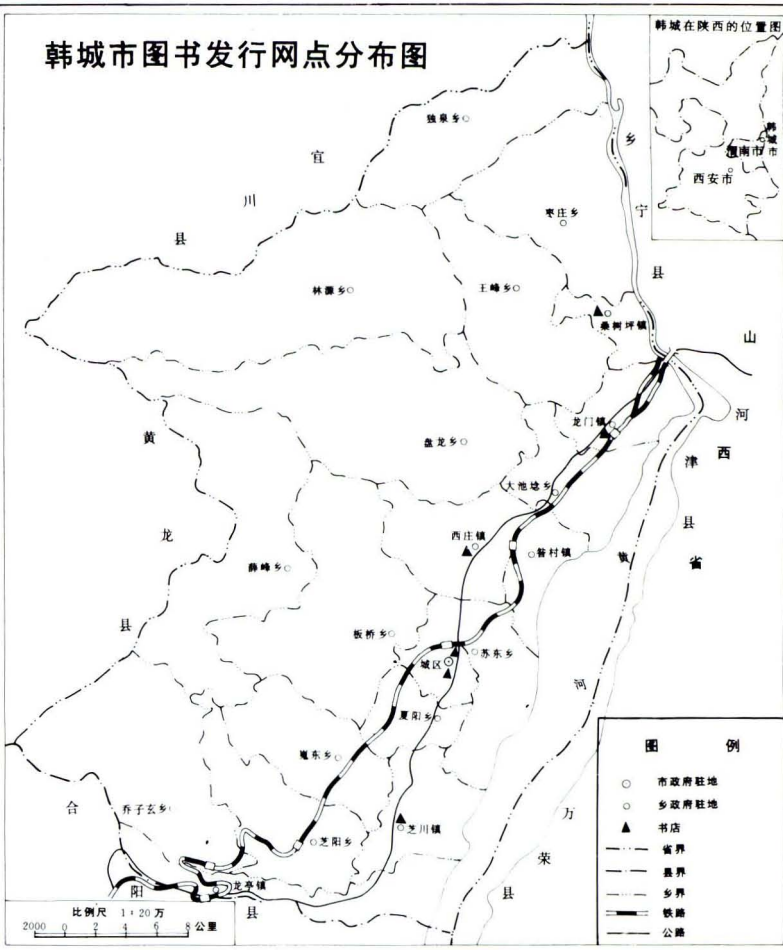 韩城市图书发行网点分布图
韩城在陕西的位置图
韩城市
渭南市
西安市
独泉乡
宜川县
乡宁县
枣庄乡
林源乡
王峰乡
桑树坪镇
山西省
河津县
黄龙县
龙门镇
盘龙乡
大池埝乡
西庄镇
昝村镇
薛峰乡
黄河
板桥乡
苏东乡
城区
夏阳乡
嵬东乡
乔子玄乡
芝阳乡
芝川镇
龙亭镇
合阳县
万荣县
图例
市政府驻地
乡政府驻地
书店
省界
县界
乡界
铁路
公路
比例尺 1:20万
2000 0 2 4 6 8 公里